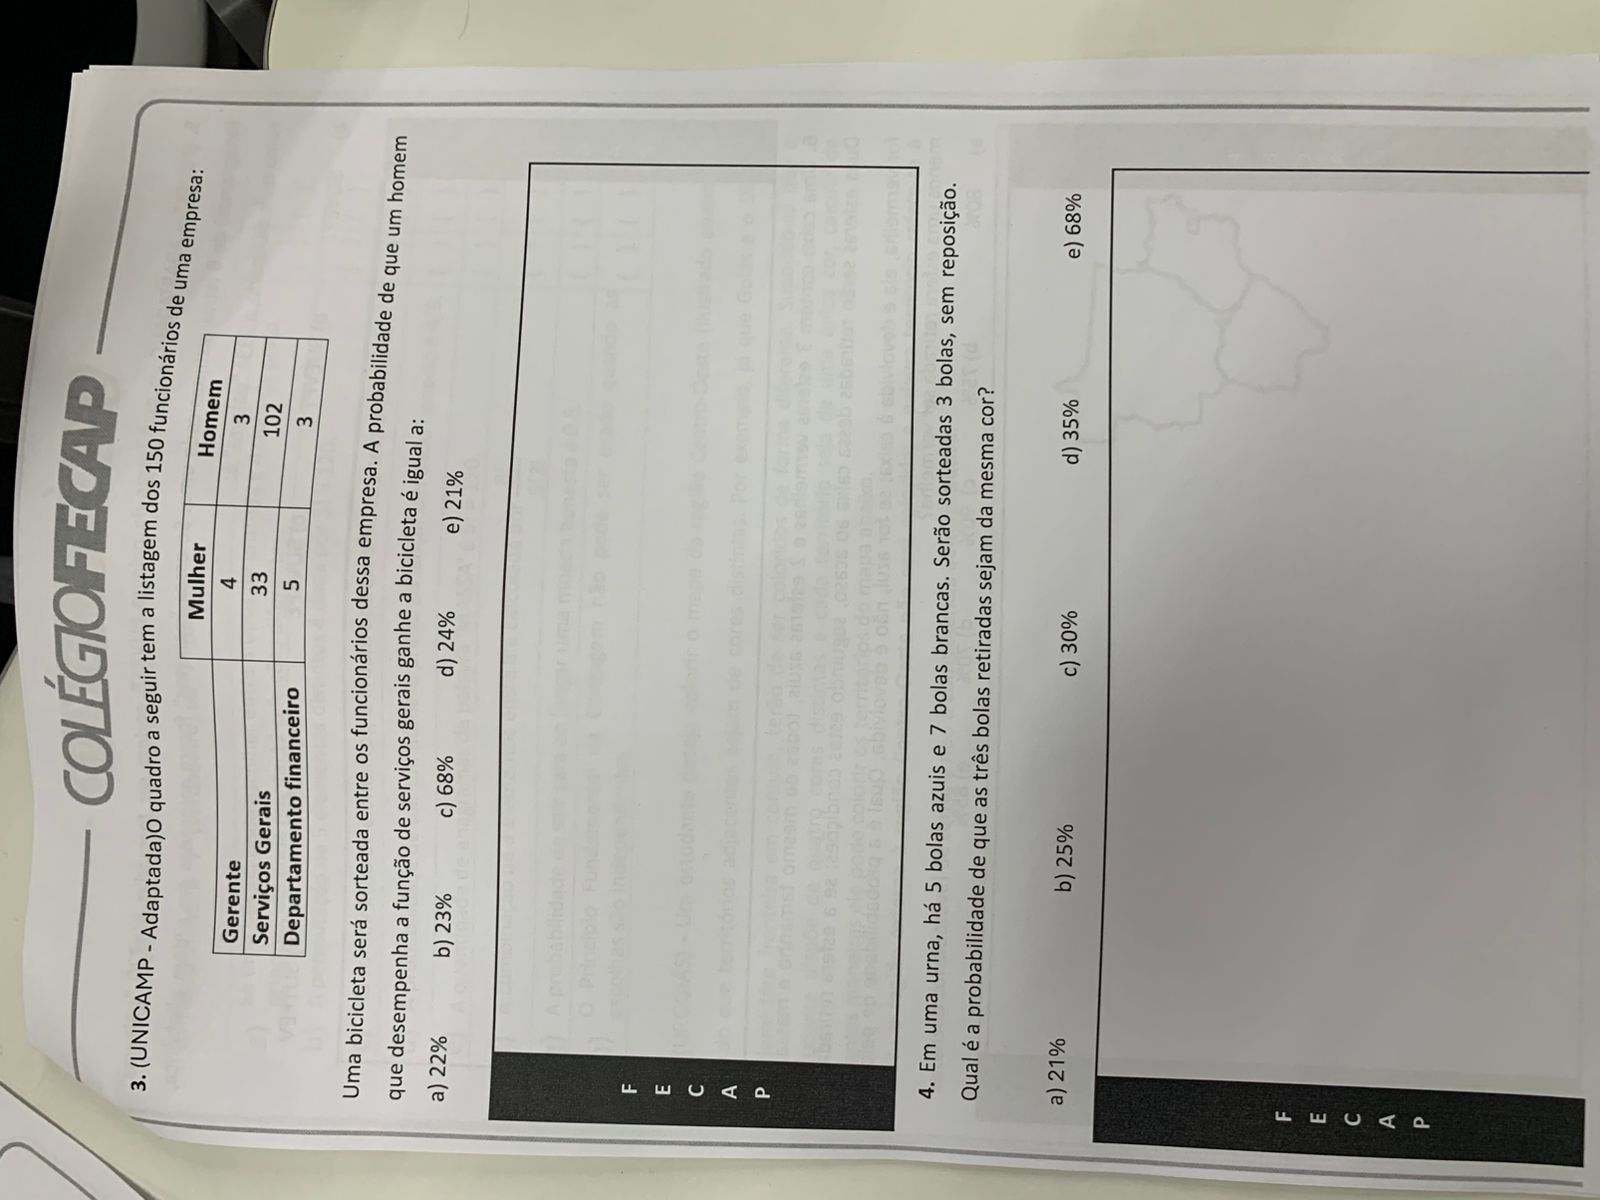 COLÉGIOFECAP
3. (UNICAMP - Adaptada)O quadro a seguir tem a listagem dos 150 funcionários de uma empresa:
Mulher Homem
Gerente 4 3
Serviços Gerais 33 102
Departamento financeiro 5 3
Uma bicicleta será sorteada entre os funcionários dessa empresa. A probabilidade de que um homem
que desempenha a função de serviços gerais ganhe a bicicleta é igual a:
a) 22% b) 23% c) 68% d) 24% e) 21%
F
E
C
A
P
4. Em uma urna, há 5 bolas azuis e 7 bolas brancas. Serão sorteadas 3 bolas, sem reposição.
Qual é a probabilidade de que as três bolas retiradas sejam da mesma cor?
a) 21% b) 25% c) 30% d) 35% e) 68%
F
E
C
A
P